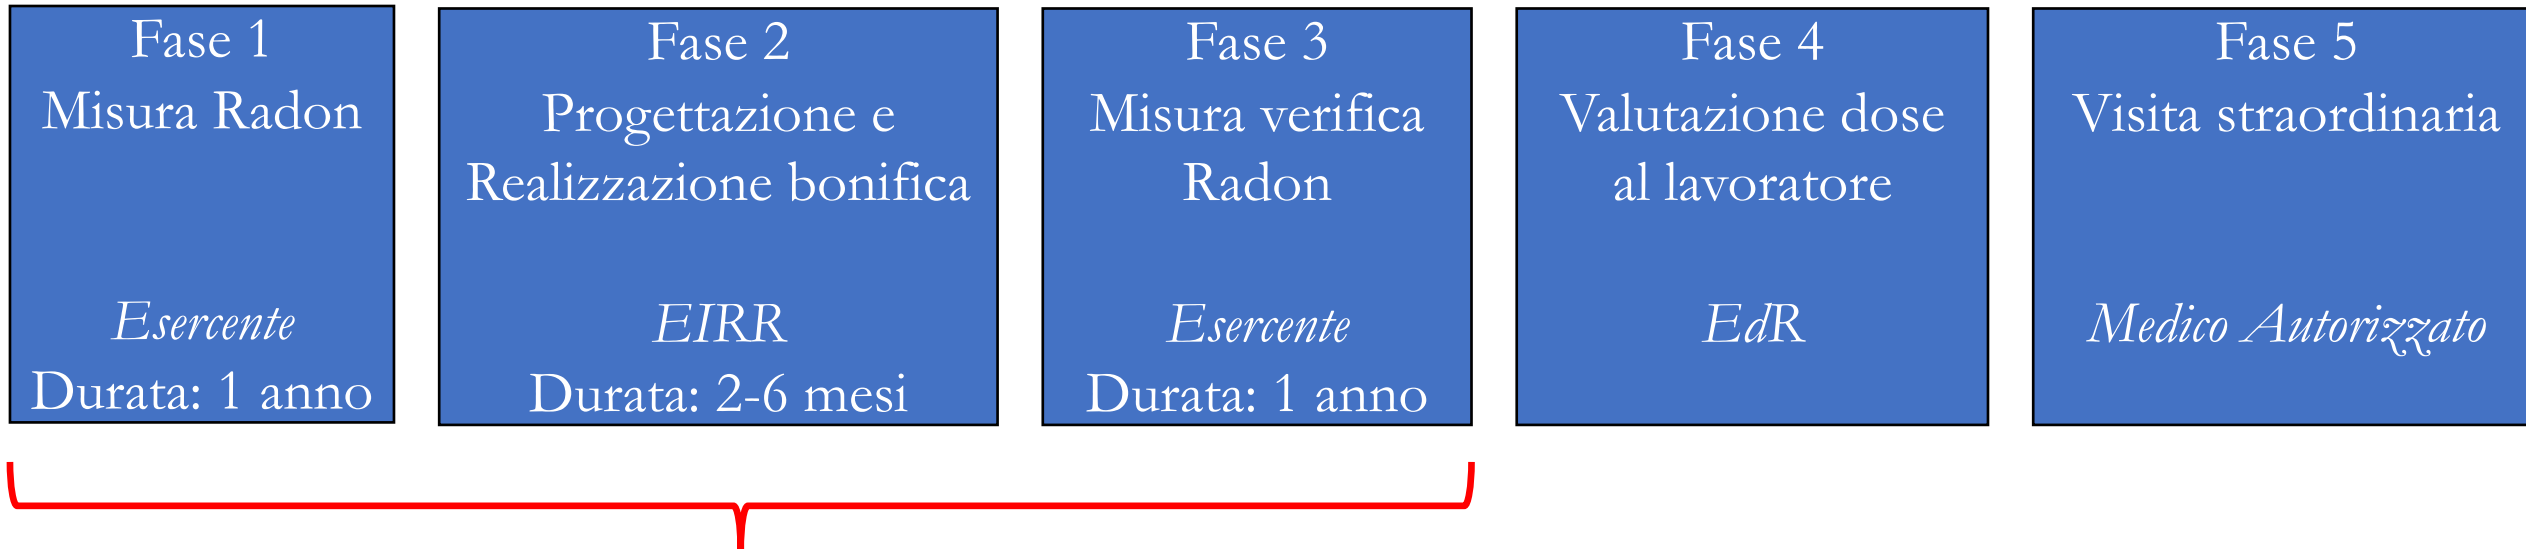 Fase 1
Misura Radon
Esercente
Durata: 1 anno
Fase 2
Progettazione e
Realizzazione bonifica
EIRR
Durata: 2-6 mesi
Fase 3
Misura verifica
Radon
Esercente
Durata: 1 anno
Fase 4
Valutazione dose
al lavoratore
EdR
Fase 5
Visita straordinaria
Medico Autorizzato